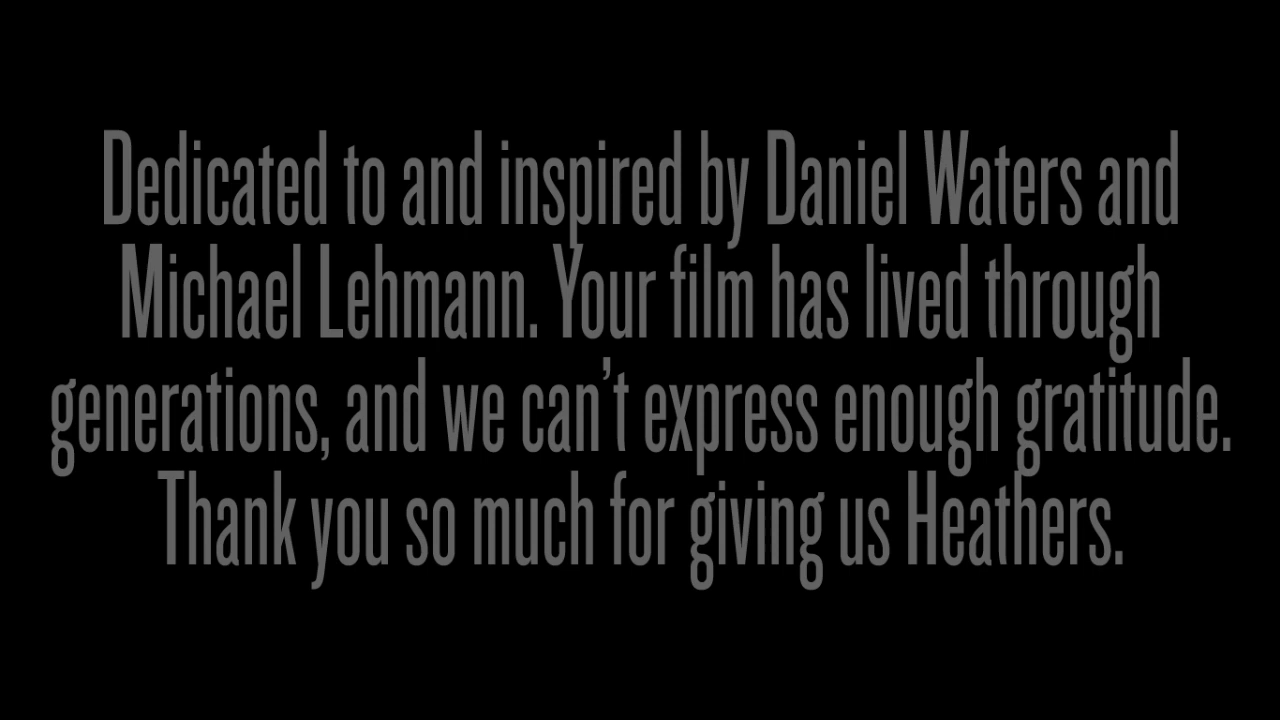 Dedicated to and inspired by Daniel Waters and
Michael Lehmann. Your film has lived through
generations, and we can’t express enough gratitude.
Thank you so much for giving us Heathers.